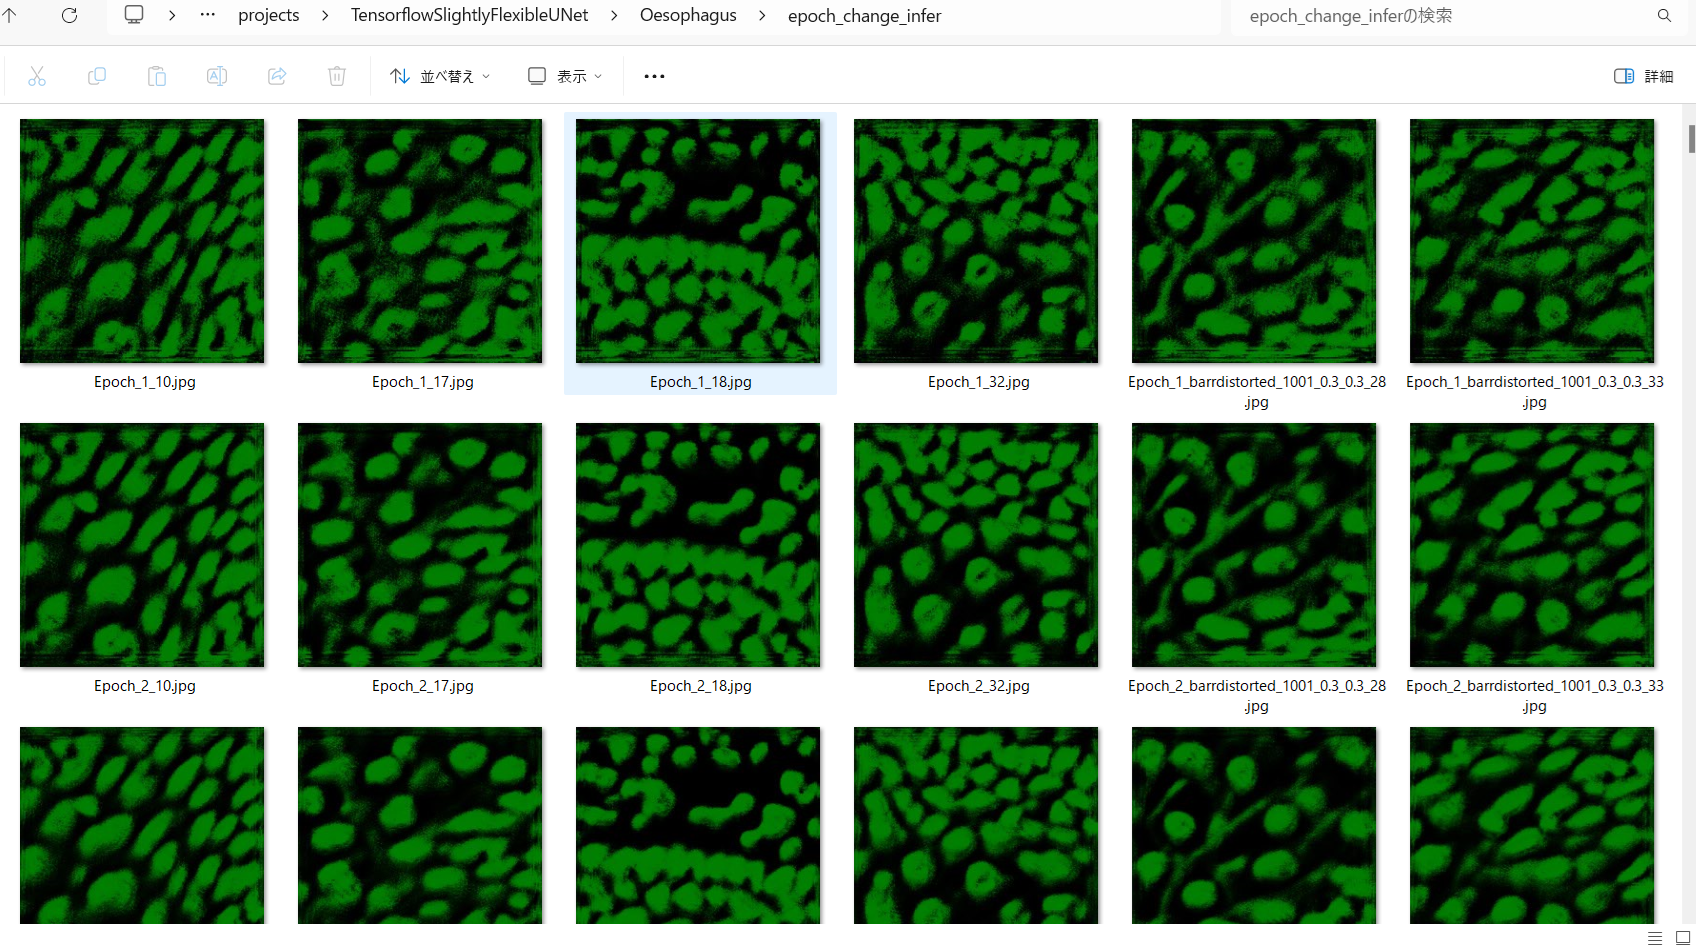 projects > TensorflowSlightlyFlexibleUNet > Oesophagus > epoch_change_infer
epoch_change_inferの検索
並べ替え
表示
詳細
Epoch_1_10.jpg
Epoch_1_17.jpg
Epoch_1_18.jpg
Epoch_1_32.jpg
Epoch_1_barrdistorted_1001_0.3_0.3_28
.jpg
Epoch_1_barrdistorted_1001_0.3_0.3_33
.jpg
Epoch_2_10.jpg
Epoch_2_17.jpg
Epoch_2_18.jpg
Epoch_2_32.jpg
Epoch_2_barrdistorted_1001_0.3_0.3_28
.jpg
Epoch_2_barrdistorted_1001_0.3_0.3_33
.jpg